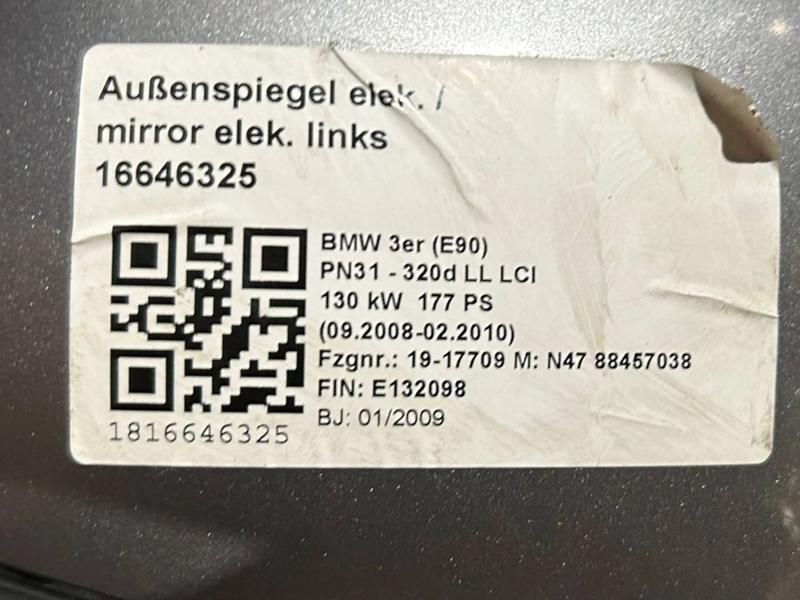 Außenspiegel elek. /
mirror elek. links
16646325
BMW 3er (E90)
PN31 - 320d LL LCI
130 kW 177 PS
(09.2008-02.2010)
Fzgnr.: 19-17709 M: N47 88457038
FIN: E132098
BJ: 01/2009
1816646325